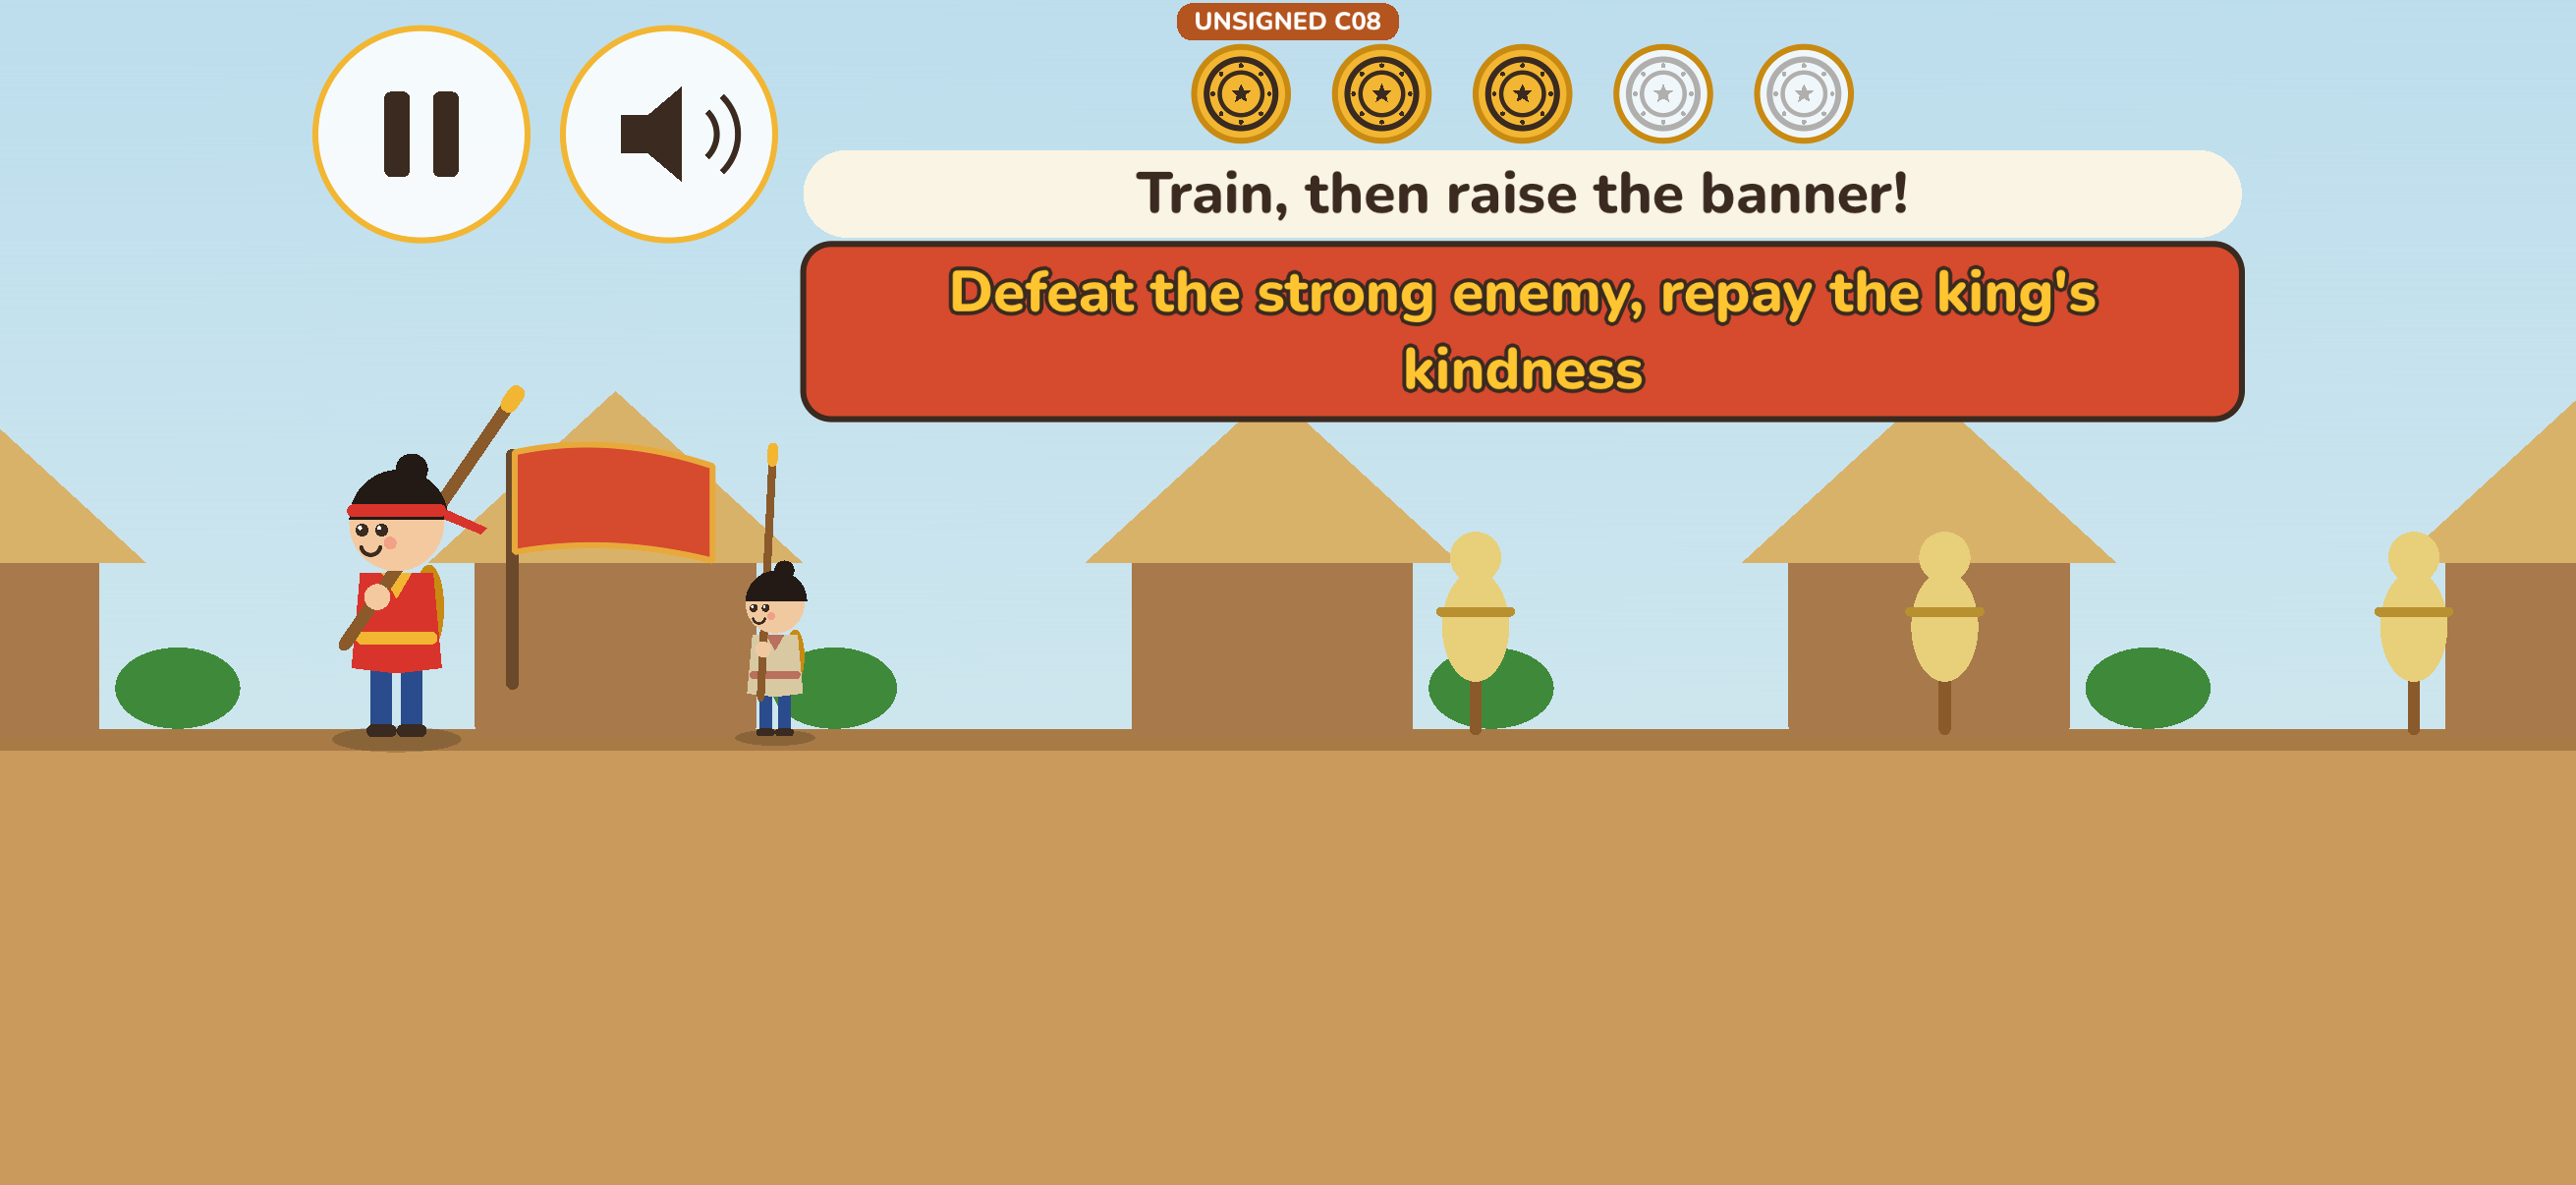 UNSIGNED C08
Train, then raise the banner!
Defeat the strong enemy, repay the king's
kindness